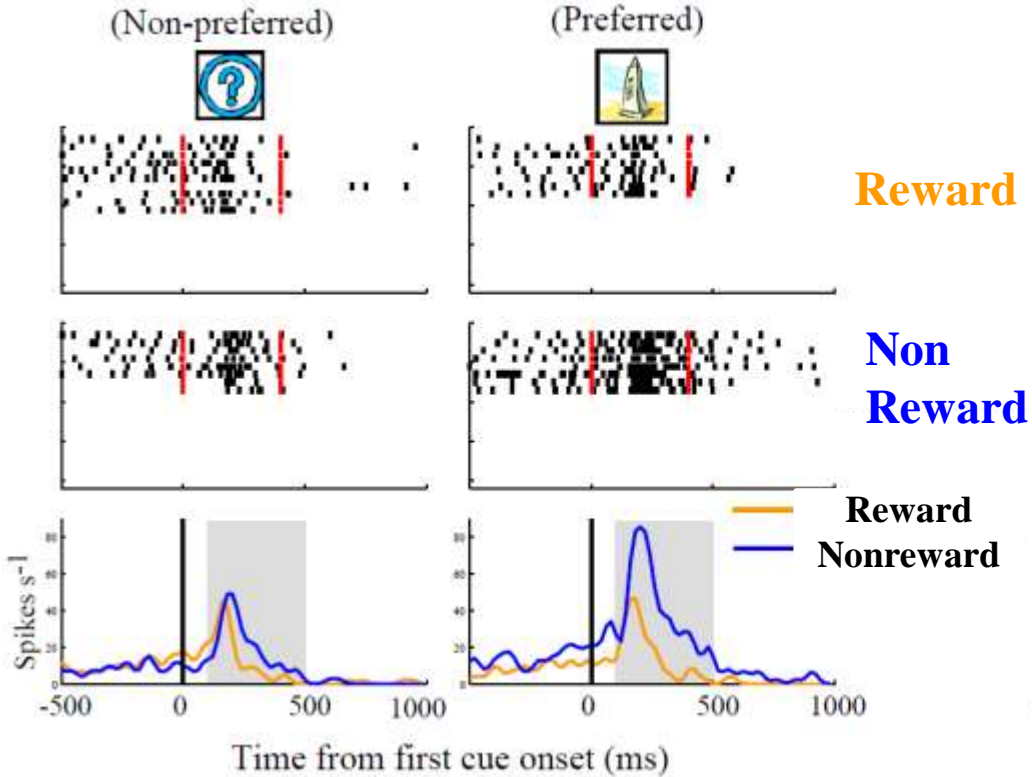 (Non-preferred) (Preferred)
?
Reward
Non
Reward
Reward
Nonreward
Spikes s-1
80 80
60 60
40 40
20 20
0 0
-500 0 500 1000 0 500 1000
Time from first cue onset (ms)